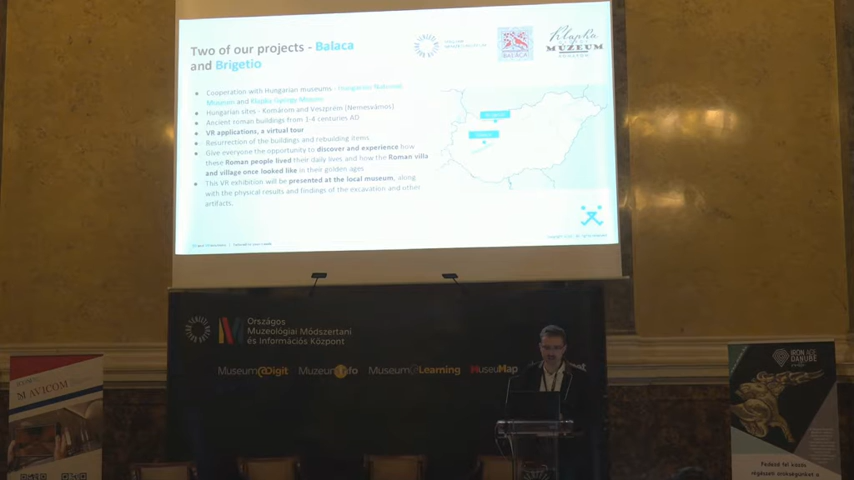 Two of our projects - Balaca
and Brigetio
Cooperation with Hungarian museums - Hungarian National
Museum and Klapka György Museum
Hungarian sites - Komárom and Veszprém (Nemesvámos)
Ancient roman buildings from 1-4 centuries AD
VR applications, a virtual tour
Resurrection of the buildings and rebuilding items
Give everyone the opportunity to discover and experience how
these Roman people lived their daily lives and how the Roman villa
and village once looked like in their golden ages
This VR exhibition will be presented at the local museum, along
with the physical results and findings of the excavation and other
artifacts.
BALACA
Klapka
MÚZEUM
Országos
Muzeológiai Módszertani
és Információs Központ
Museum@Digit MuzeumInfo Museum@Learning MuseuMap
MAVICOM
IRON AGE
DANUBE